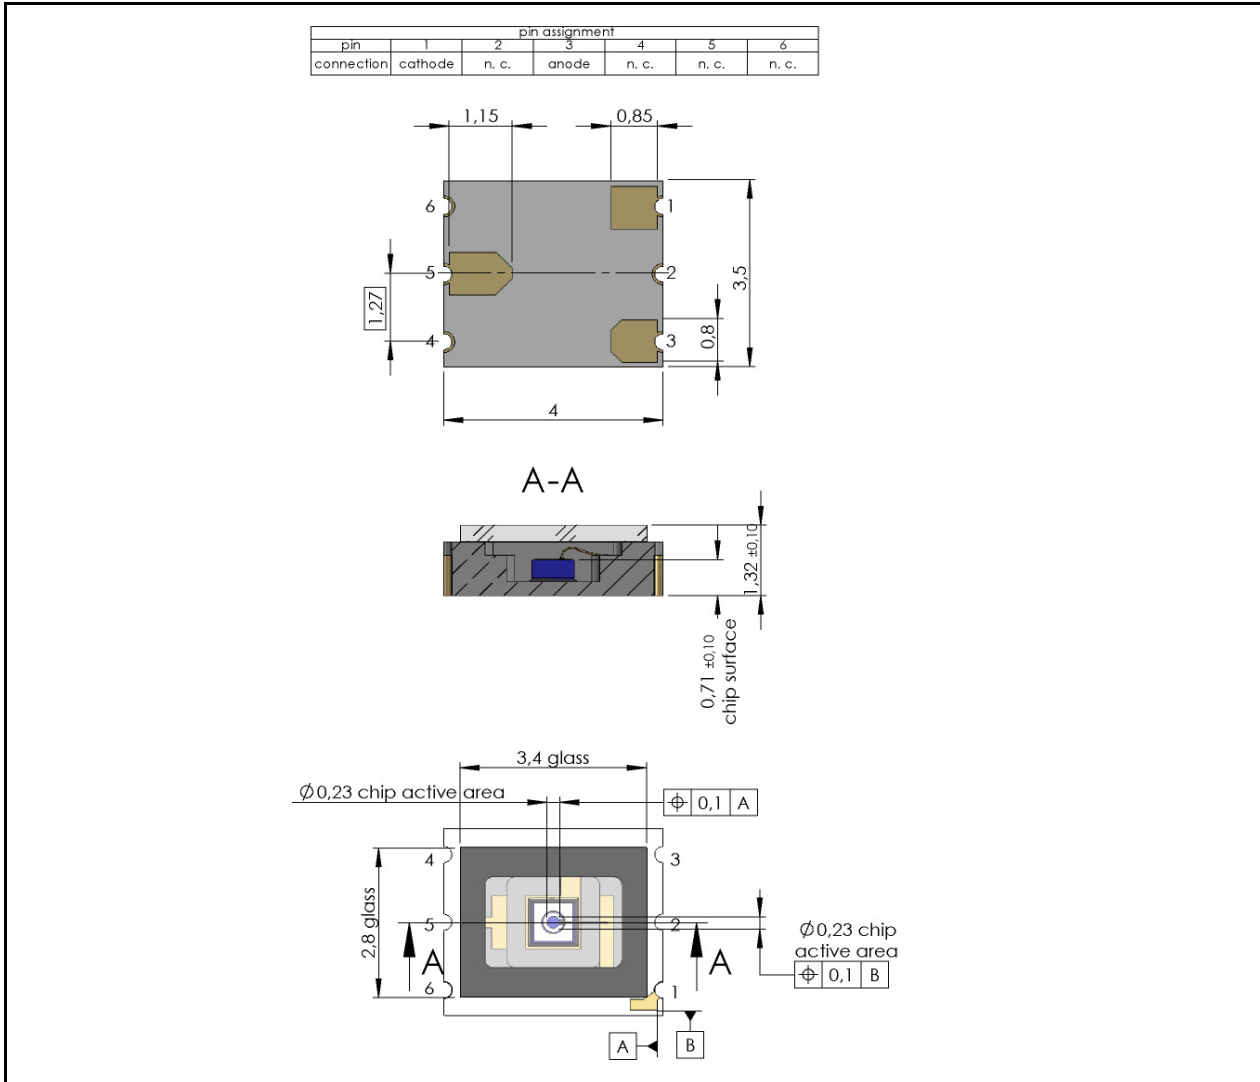 pin assignment
pin 1 2 3 4 5 6
connection cathode n. c. anode n. c. n. c. n. c.
1,15 0,85
6 1
5 2
1,27
3,5
4 3
0,8
4
A-A
1,32 ±0,10
0,71 ±0,10
chip surface
3,4 glass
Ø0,23 chip active area
⌖ 0,1 A
4 3
2,8 glass
5 2
Ø0,23 chip
active area
A A
⌖ 0,1 B
6 1
A B